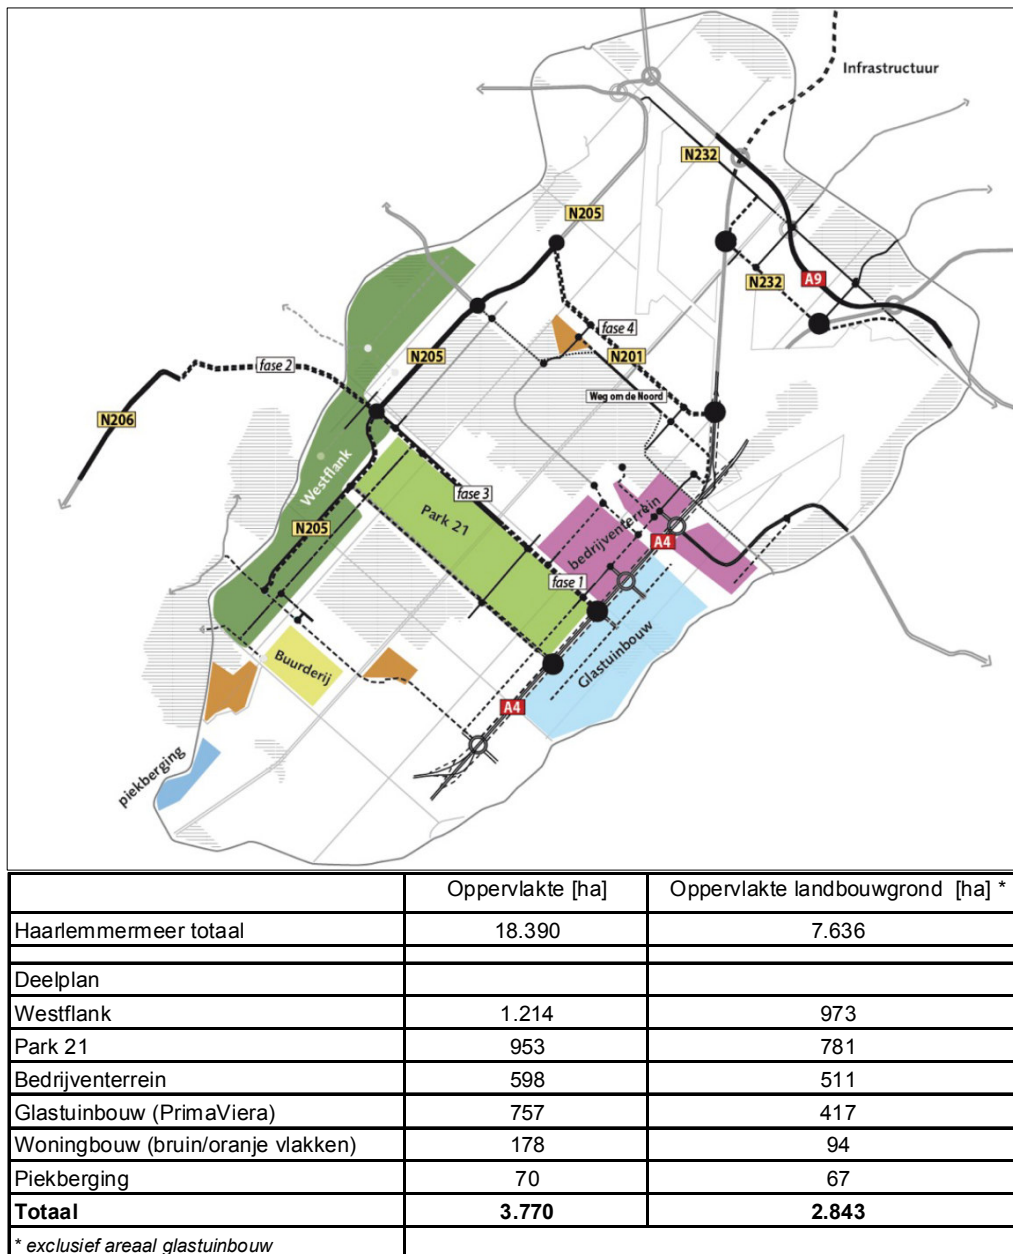 Infrastructuur
N232
N205
N232
A9
fase 4
N205
N201
fase 2
Weg om de Noord
N206
Westflank
fase 3
Park 21
bedrijventerrein
N205
A4
fase 1
Glastuinbouw
Buurderij
A4
piekberging
Oppervlakte [ha] Oppervlakte landbouwgrond [ha] *
Haarlemmermeer totaal 18.390 7.636
Deelplan
Westflank 1.214 973
Park 21 953 781
Bedrijventerrein 598 511
Glastuinbouw (PrimaViera) 757 417
Woningbouw (bruin/oranje vlakken) 178 94
Piekberging 70 67
Totaal 3.770 2.843
* exclusief areaal glastuinbouw